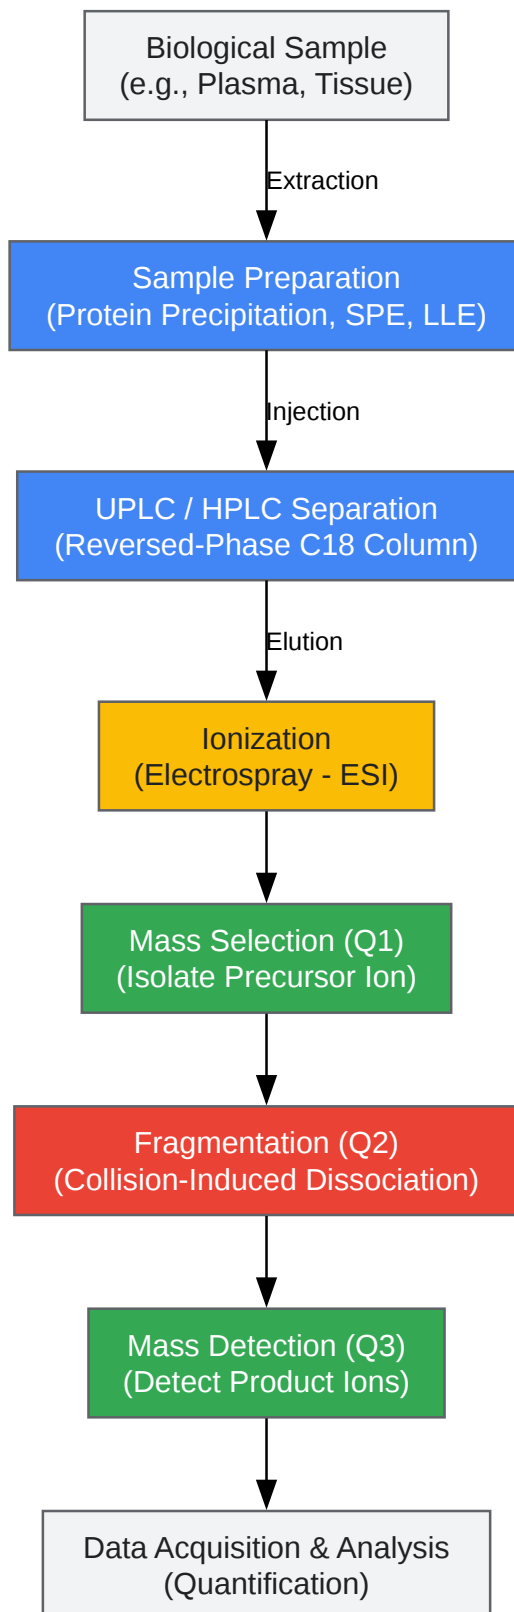 Biological Sample
(e.g., Plasma, Tissue)
Extraction
Sample Preparation
(Protein Precipitation, SPE, LLE)
Injection
UPLC / HPLC Separation
(Reversed-Phase C18 Column)
Elution
Ionization
(Electrospray - ESI)
Mass Selection (Q1)
(Isolate Precursor Ion)
Fragmentation (Q2)
(Collision-Induced Dissociation)
Mass Detection (Q3)
(Detect Product Ions)
Data Acquisition & Analysis
(Quantification)